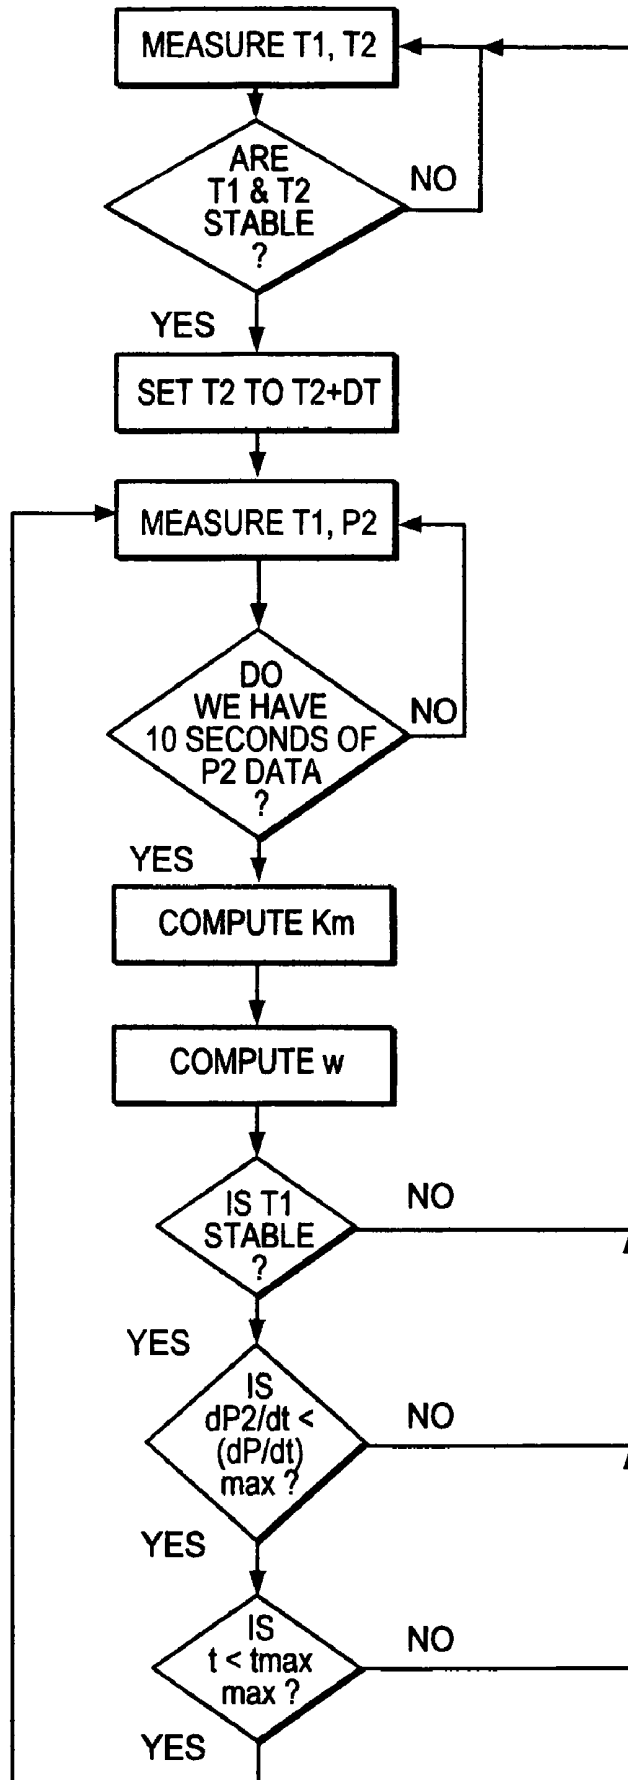 MEASURE T1, T2
ARE
T1 & T2
STABLE
?
NO
YES
SET T2 TO T2+DT
MEASURE T1, P2
DO
WE HAVE
10 SECONDS OF
P2 DATA
?
NO
YES
COMPUTE Km
COMPUTE w
IS T1
STABLE
?
NO
YES
IS
dP2/dt <
(dP/dt)
max ?
NO
YES
IS
t < tmax
max ?
NO
YES